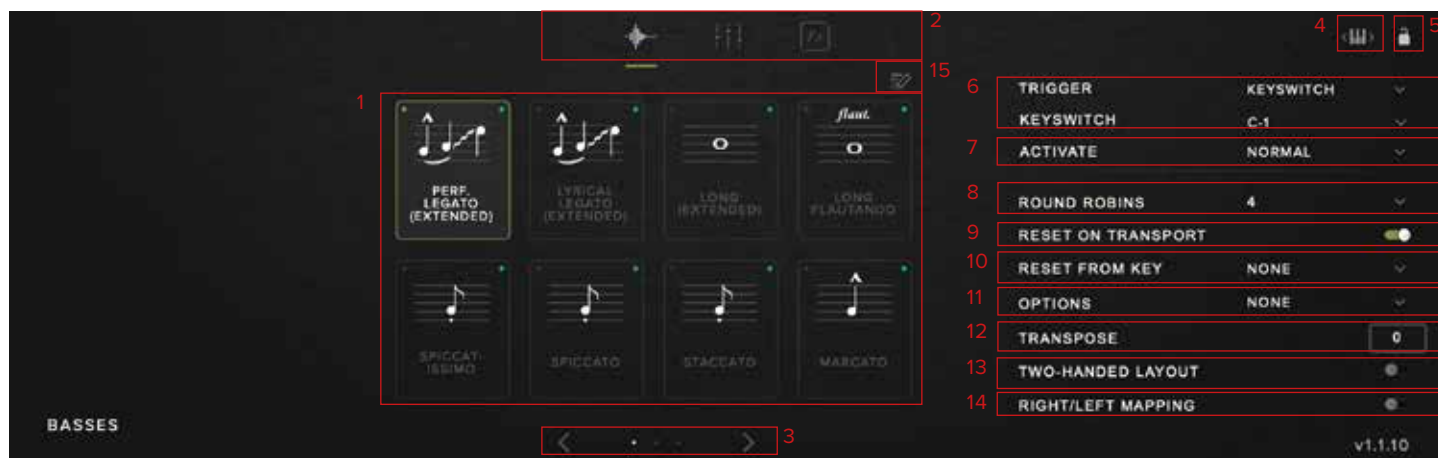 2
4
5
15
1
6
TRIGGER KEYSWITCH
KEYSWITCH C-1
7
ACTIVATE NORMAL
8
ROUND ROBINS 4
9
RESET ON TRANSPORT
10
RESET FROM KEY NONE
11
OPTIONS NONE
12
TRANSPOSE 0
13
TWO-HANDED LAYOUT
14
RIGHT/LEFT MAPPING
flaut.
PERF.
LEGATO
(EXTENDED)
LYRICAL
LEGATO
(EXTENDED)
LONG
(EXTENDED)
LONG
FLAUTANDO
SPICCAT-
ISSIMO
SPICCATO
STACCATO
MARCATO
BASSES
3
v1.1.10